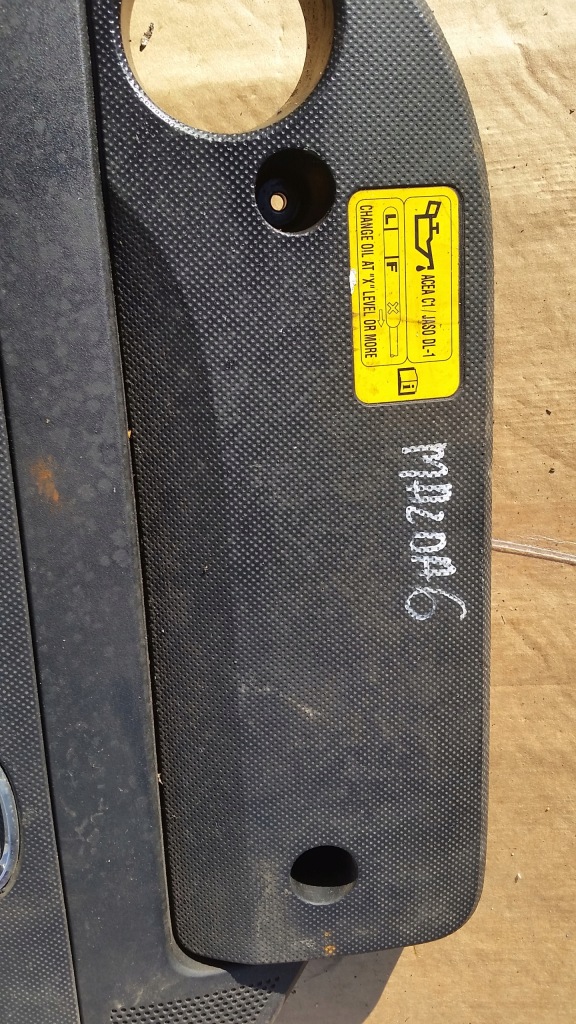 ACEA C1 / JASO DL-1
L F X
CHANGE OIL AT "X" LEVEL OR MORE
i
MAZDA6